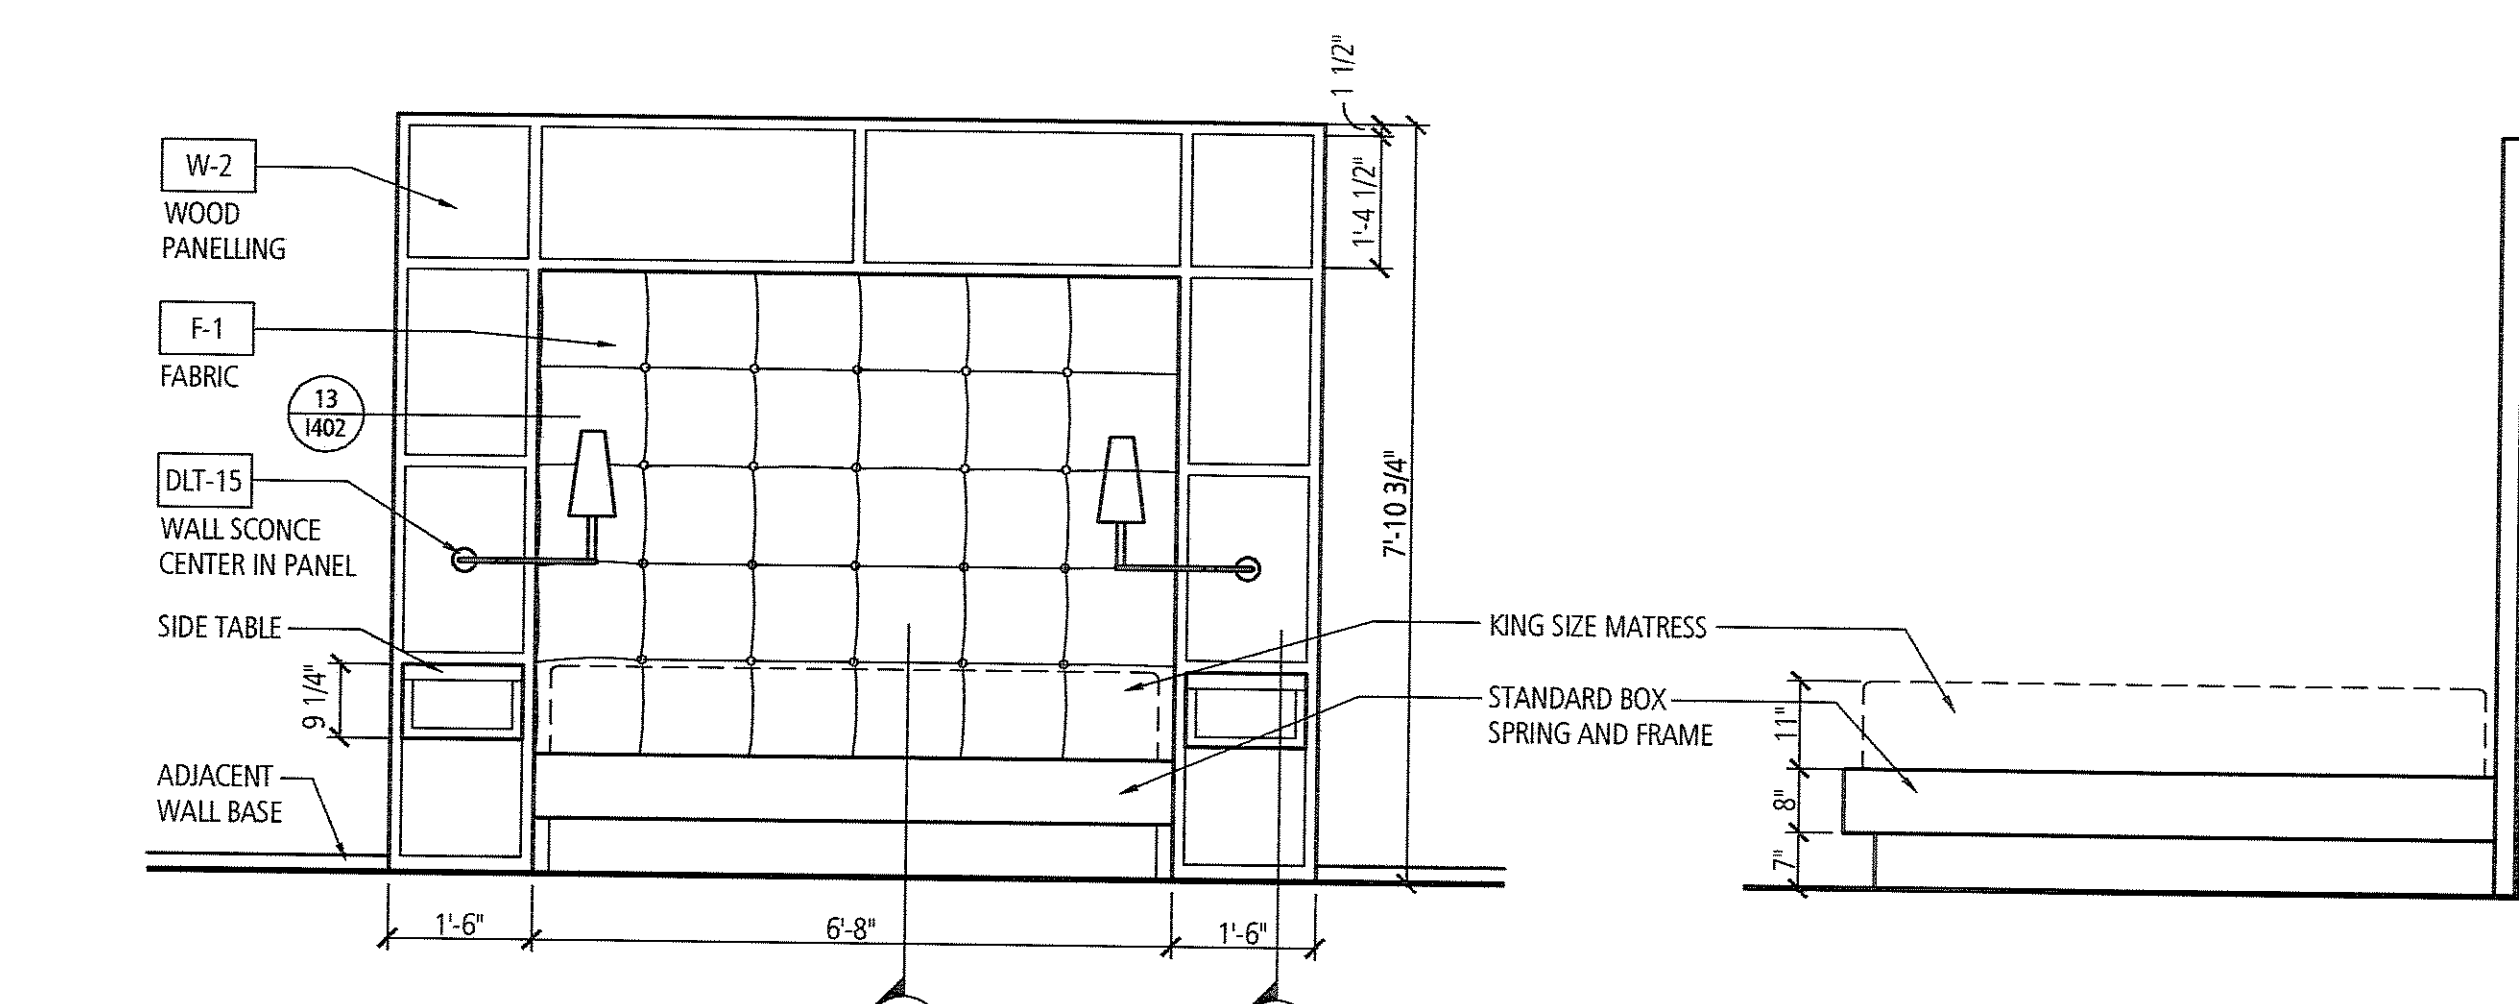 1 1/2"
W-2
WOOD
PANELLING
1'-4 1/2"
F-1
FABRIC
13
I402
DLT-15
WALL SCONCE
CENTER IN PANEL
7'-10 3/4"
SIDE TABLE
KING SIZE MATRESS
9 1/4"
STANDARD BOX
SPRING AND FRAME
11"
ADJACENT
WALL BASE
8"
7"
1'-6"
6'-8"
1'-6"